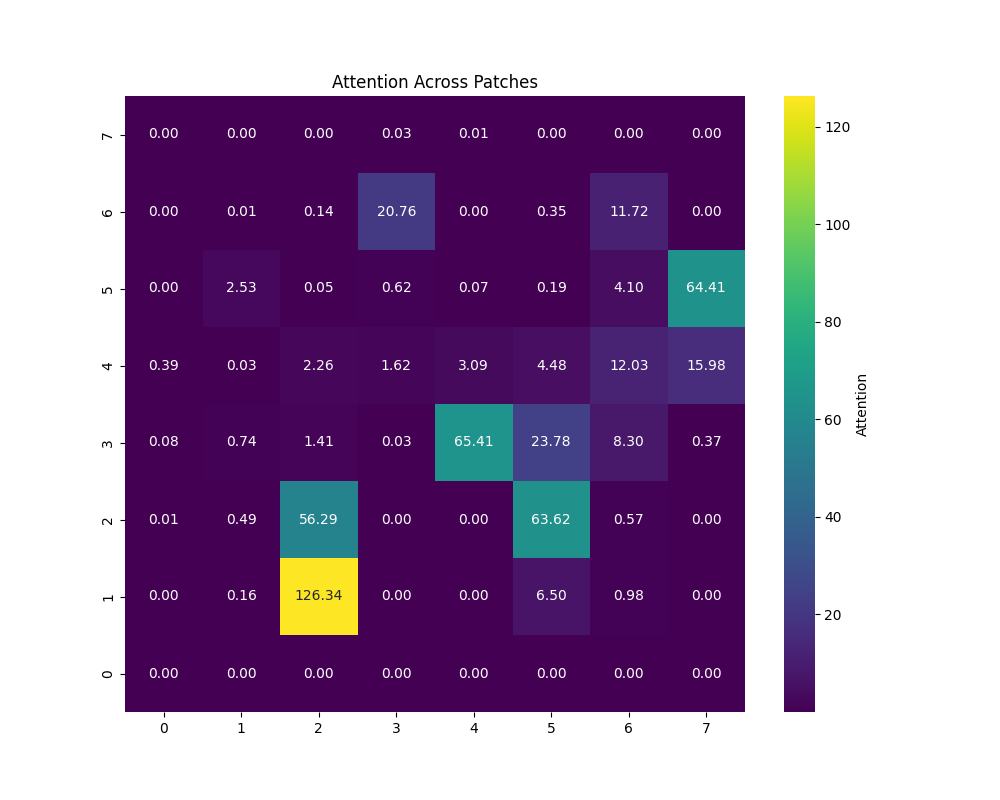 Attention Across Patches
7 0.00 0.00 0.00 0.03 0.01 0.00 0.00 0.00
6 0.00 0.01 0.14 20.76 0.00 0.35 11.72 0.00
5 0.00 2.53 0.05 0.62 0.07 0.19 4.10 64.41
4 0.39 0.03 2.26 1.62 3.09 4.48 12.03 15.98
3 0.08 0.74 1.41 0.03 65.41 23.78 8.30 0.37
2 0.01 0.49 56.29 0.00 0.00 63.62 0.57 0.00
1 0.00 0.16 126.34 0.00 0.00 6.50 0.98 0.00
0 0.00 0.00 0.00 0.00 0.00 0.00 0.00 0.00
0 1 2 3 4 5 6 7
120
100
80
60
40
20
Attention